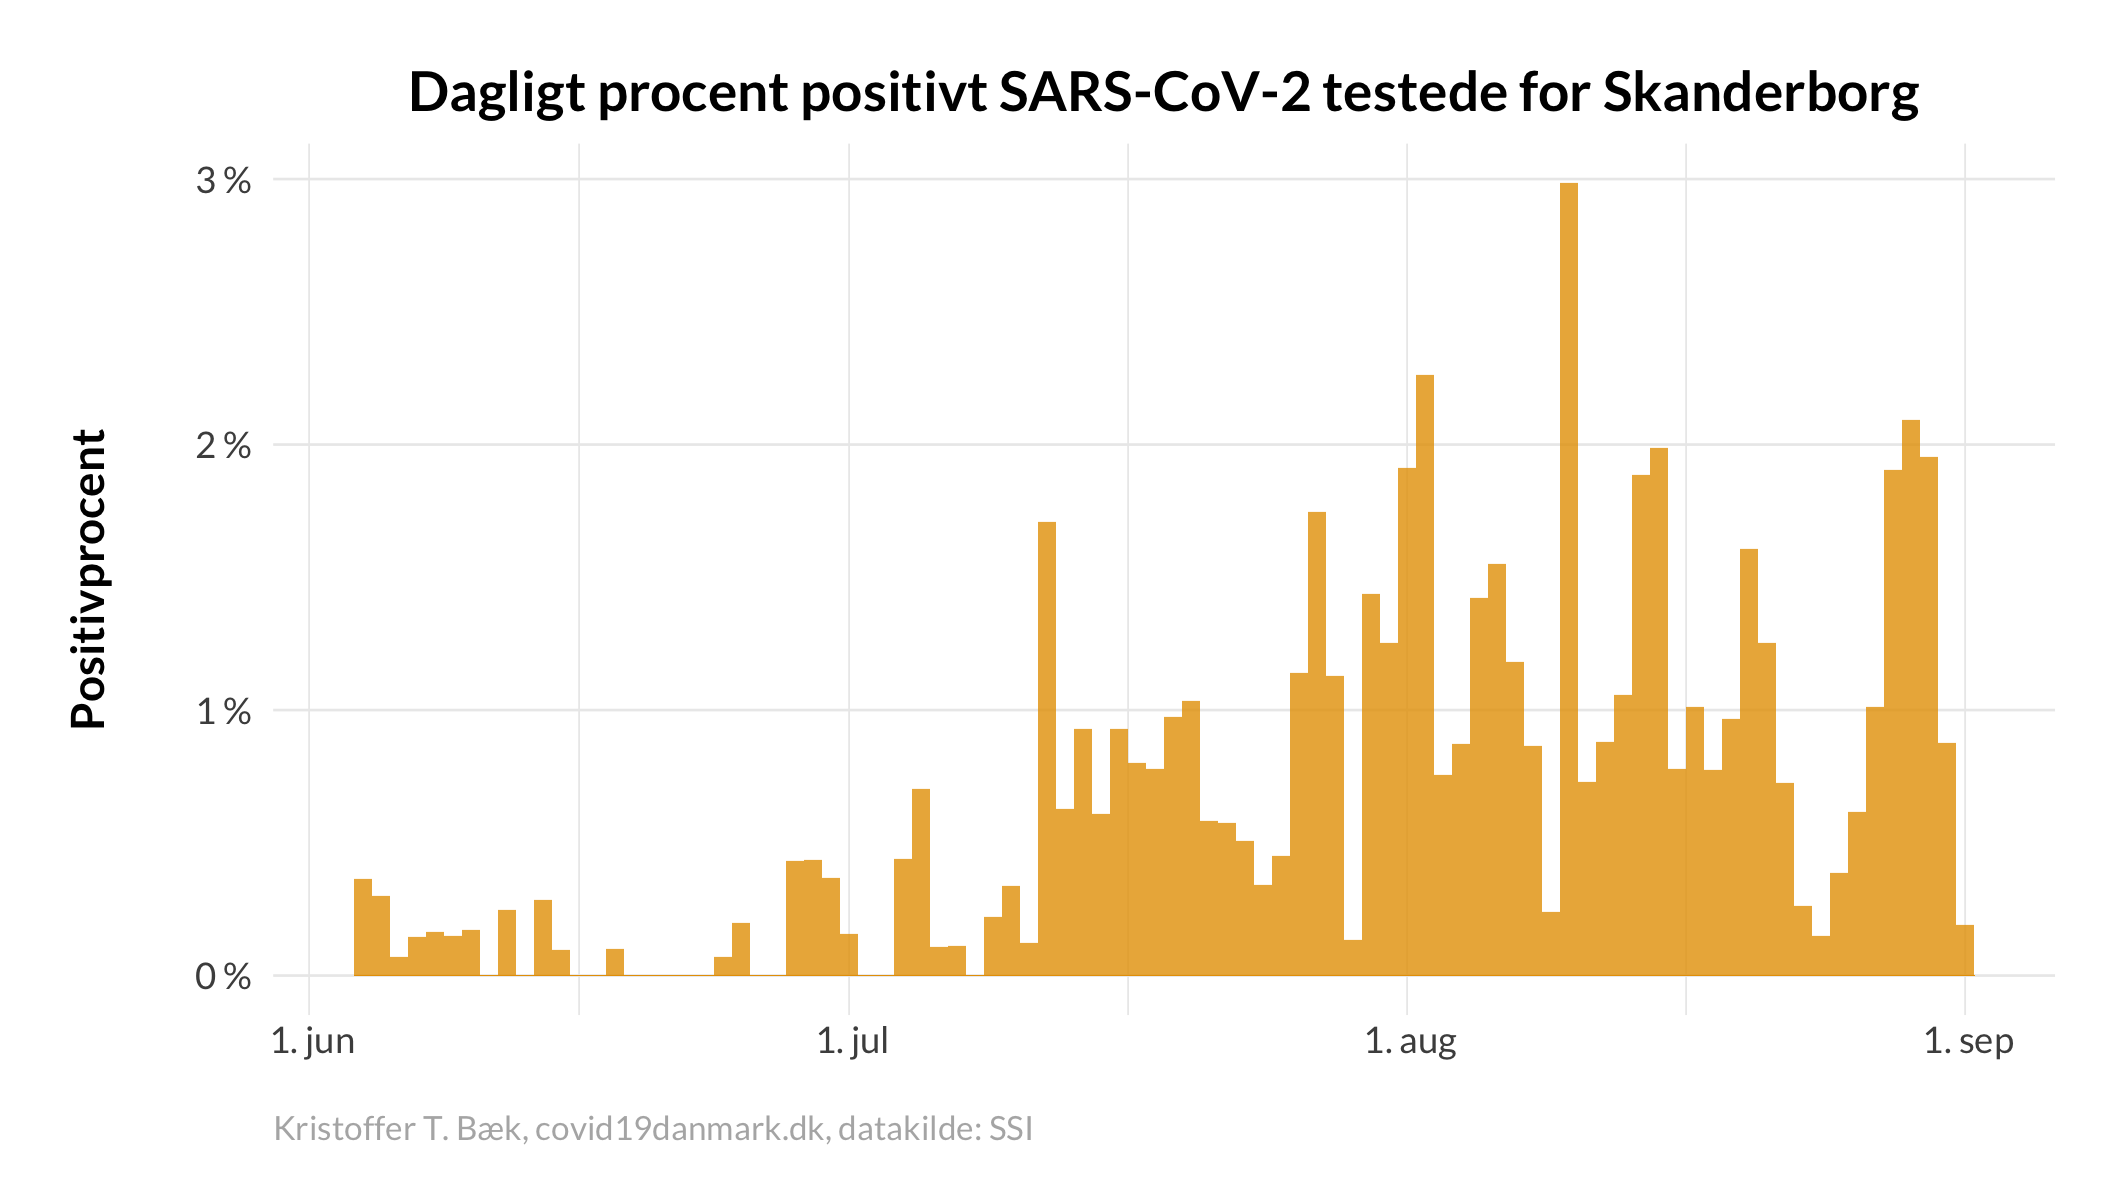 Dagligt procent positivt SARS-CoV-2 testede for Skanderborg
Positivprocent
3 %
2 %
1 %
0 %
1. jun
1. jul
1. aug
1. sep
Kristoffer T. Bæk, covid19danmark.dk, datakilde: SSI